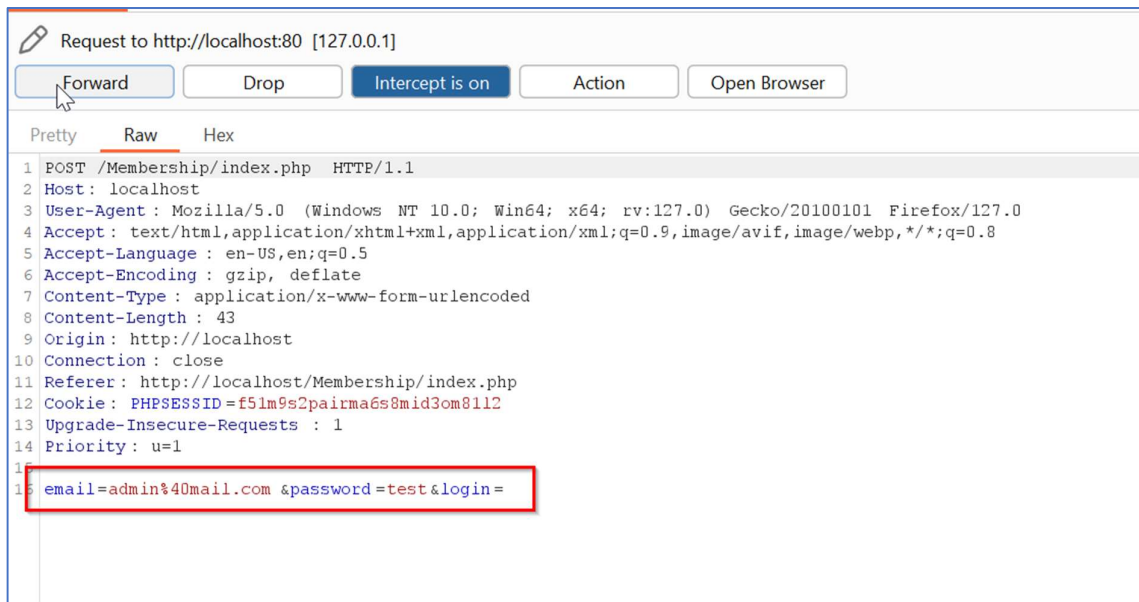 Request to http://localhost:80 [127.0.0.1]
Forward Drop Intercept is on Action Open Browser
Pretty Raw Hex
1 POST /Membership/index.php HTTP/1.1
2 Host: localhost
3 User-Agent: Mozilla/5.0 (Windows NT 10.0; Win64; x64; rv:127.0) Gecko/20100101 Firefox/127.0
4 Accept: text/html,application/xhtml+xml,application/xml;q=0.9,image/avif,image/webp,*/*;q=0.8
5 Accept-Language: en-US,en;q=0.5
6 Accept-Encoding: gzip, deflate
7 Content-Type: application/x-www-form-urlencoded
8 Content-Length: 43
9 Origin: http://localhost
10 Connection: close
11 Referer: http://localhost/Membership/index.php
12 Cookie: PHPSESSID=f51m9s2pairma6s8mid3om8112
13 Upgrade-Insecure-Requests: 1
14 Priority: u=1
15
16 email=admin%40mail.com&password=test&login=